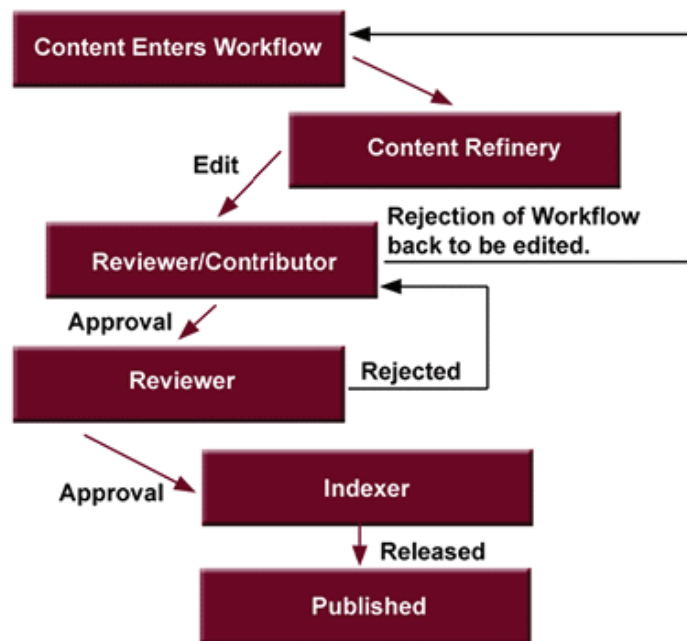 Content Enters Workflow
Content Refinery
Edit
Rejection of Workflow
back to be edited.
Reviewer/Contributor
Approval
Reviewer
Rejected
Indexer
Approval
Released
Published